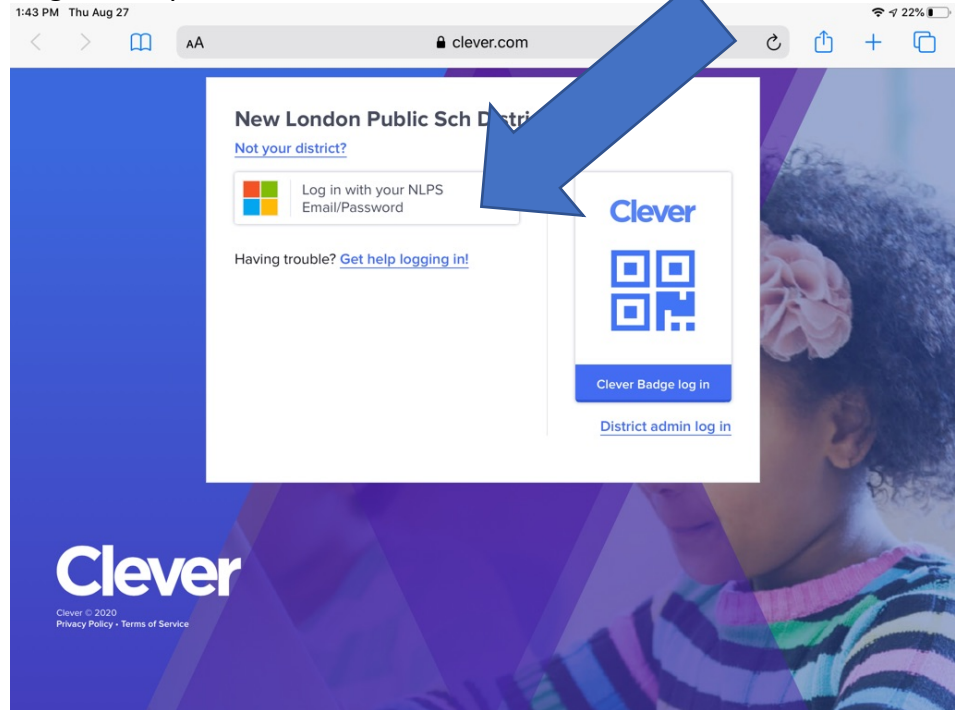 1:43 PM Thu Aug 27
22%
AA
clever.com
New London Public Sch
Not your district?
Log in with your NLPS
Email/Password
Having trouble? Get help logging in!
Clever
Clever Badge log in
District admin log in
Clever
Clever © 2020
Privacy Policy • Terms of Service